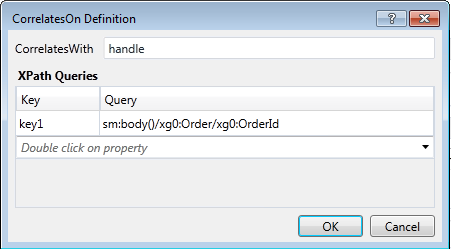 CorrelatesOn Definition
CorrelatesWith handle
XPath Queries
Key Query
key1 sm:body()/xg0:Order/xg0:OrderId
Double click on property
OK Cancel